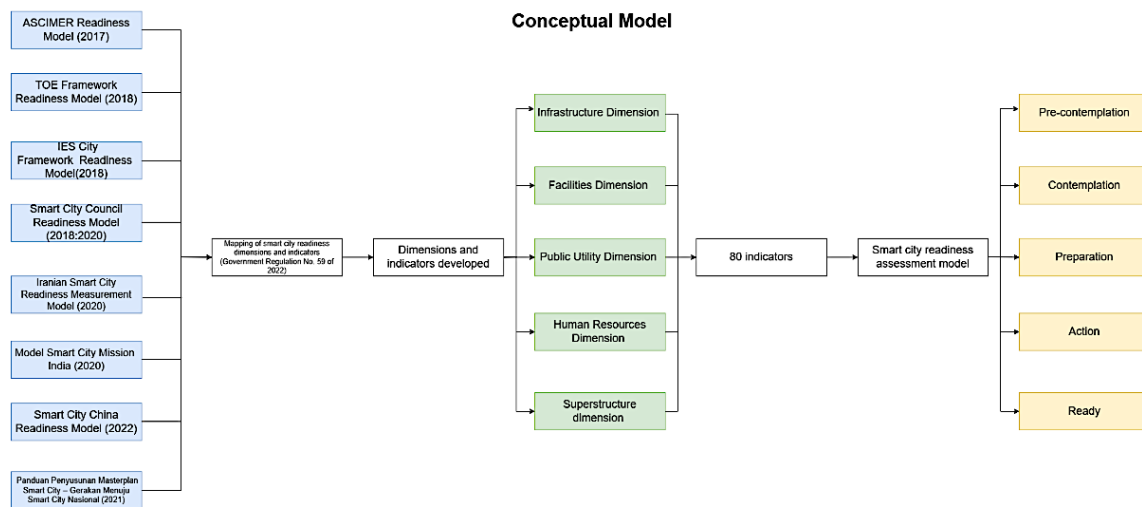 Conceptual Model
ASCIMER Readiness
Model (2017)
TOE Framework
Readiness Model (2018)
IES City
Framework Readiness
Model(2018)
Smart City Council
Readiness Model
(2018:2020)
Iranian Smart City
Readiness Measurement
Model (2020)
Model Smart City Mission
India (2020)
Smart City China
Readiness Model (2022)
Panduan Penyusunan Masterplan
Smart City – Gerakan Menuju
Smart City Nasional (2021)
Mapping of smart city readiness
dimensions and indicators
(Government Regulation No. 59 of
2022)
Dimensions and
indicators developed
Infrastructure Dimension
Facilities Dimension
Public Utility Dimension
Human Resources
Dimension
Superstructure
dimension
80 indicators
Smart city readiness
assessment model
Pre-contemplation
Contemplation
Preparation
Action
Ready